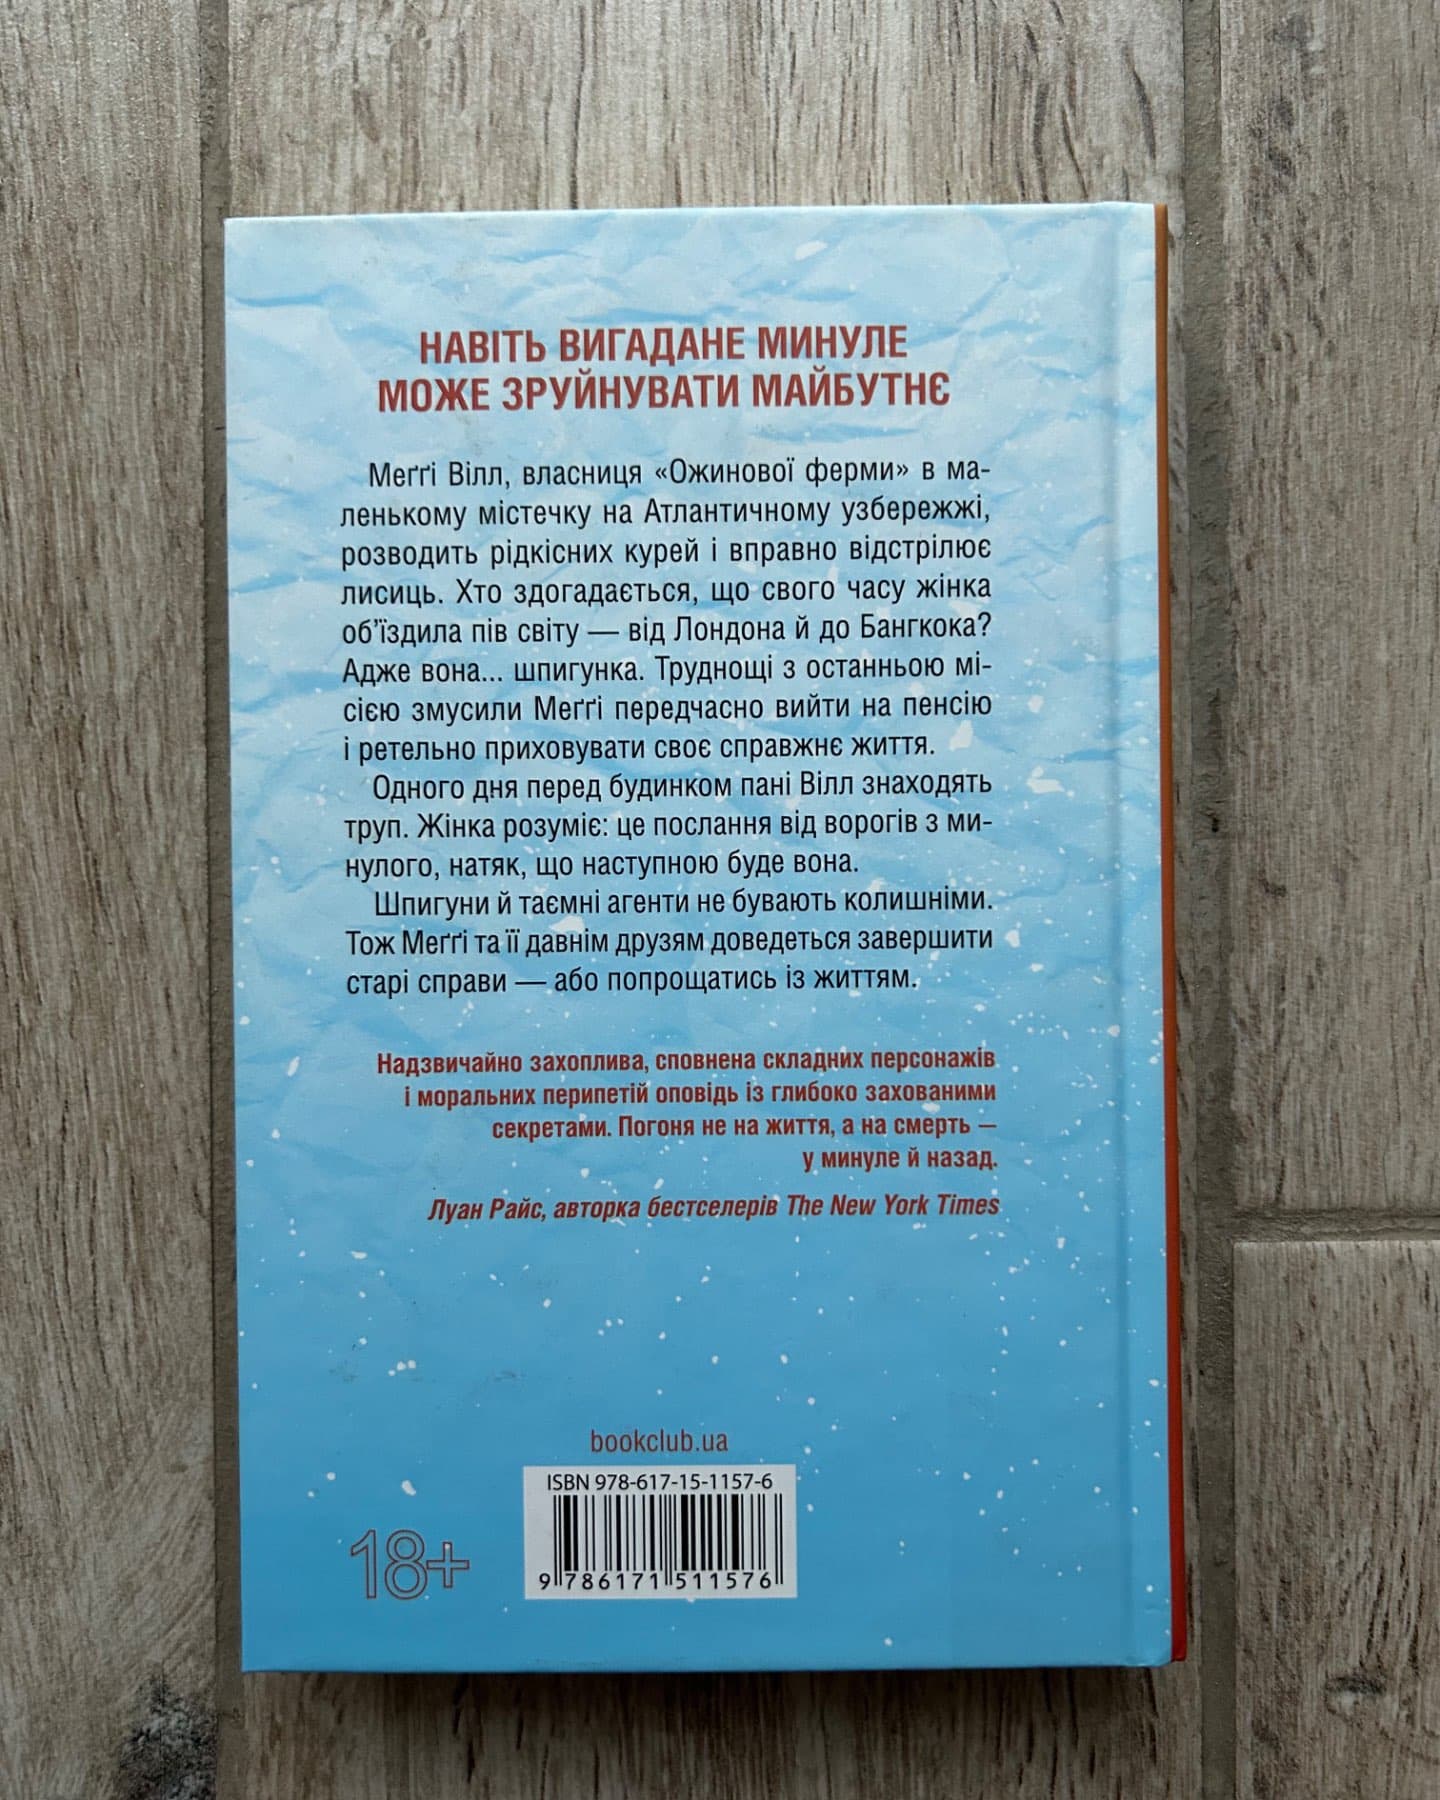 НАВІТЬ ВИГАДАНЕ МИНУЛЕ
МОЖЕ ЗРУЙНУВАТИ МАЙБУТНЄ
Меґґі Вілл, власниця «Ожинової ферми» в ма-
ленькому містечку на Атлантичному узбережжі,
розводить рідкісних курей і вправно відстрілює
лисиць. Хто здогадається, що свого часу жінка
об’їздила пів світу — від Лондона й до Бангкока?
Адже вона... шпигунка. Труднощі з останньою мі-
сією змусили Меґґі передчасно вийти на пенсію
і ретельно приховувати своє справжнє життя.
Одного дня перед будинком пані Вілл знаходять
труп. Жінка розуміє: це послання від ворогів з ми-
нулого, натяк, що наступною буде вона.
Шпигуни й таємні агенти не бувають колишніми.
Тож Меґґі та її давнім друзям доведеться завершити
старі справи — або попрощатись із життям.
Надзвичайно захоплива, сповнена складних персонажів
і моральних перипетій оповідь із глибоко захованими
секретами. Погоня не на життя, а на смерть —
у минуле й назад.
Луан Райс, авторка бестселерів The New York Times
bookclub.ua
ISBN 978-617-15-1157-6
18+
9 786171 511576